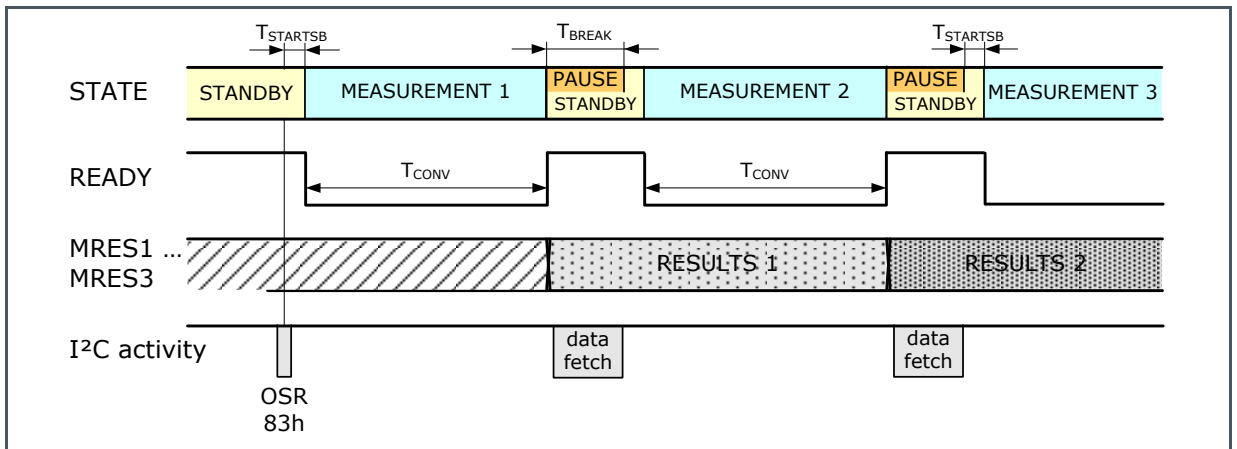 TSTARTSB TBREAK TSTARTSB
STATE STANDBY MEASUREMENT 1 PAUSE STANDBY MEASUREMENT 2 PAUSE STANDBY MEASUREMENT 3
READY TCONV TCONV
MRES1 ...
MRES3 RESULTS 1 RESULTS 2
I²C activity data fetch data fetch
OSR
83h